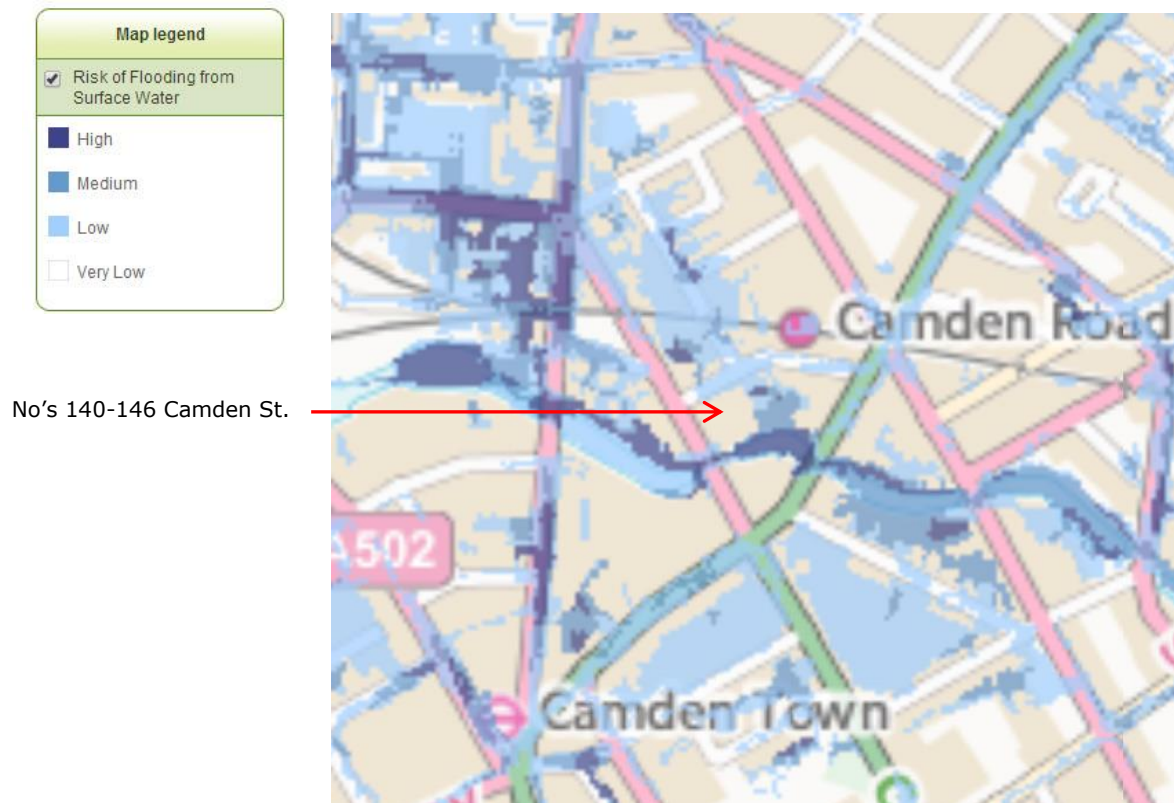 Map legend
Risk of Flooding from
Surface Water
High
Medium
Low
Very Low
No's 140-146 Camden St.
Camden Road
A502
Camden Town